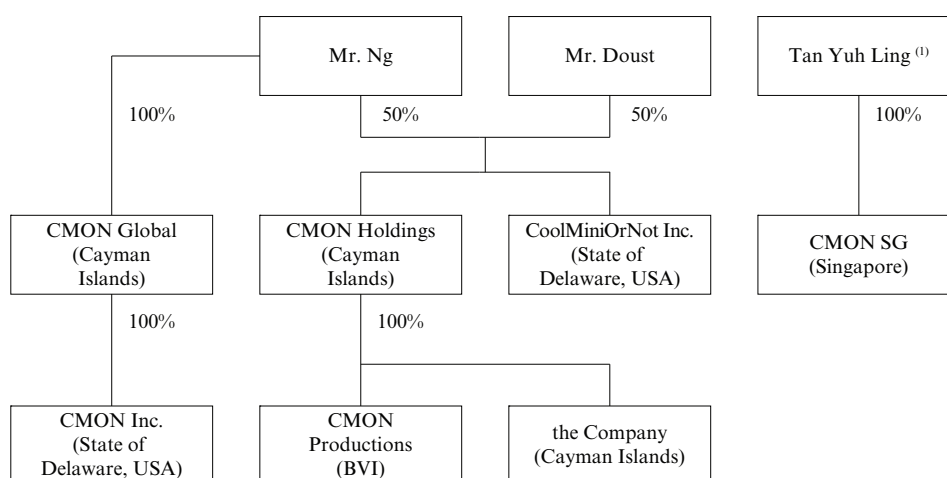 Mr. Ng
Mr. Doust
Tan Yuh Ling (1)
100%
50%
50%
100%
CMON Global
(Cayman
Islands)
CMON Holdings
(Cayman
Islands)
CoolMiniOrNot Inc.
(State of
Delaware, USA)
CMON SG
(Singapore)
100%
100%
CMON Inc.
(State of
Delaware, USA)
CMON
Productions
(BVI)
the Company
(Cayman Islands)